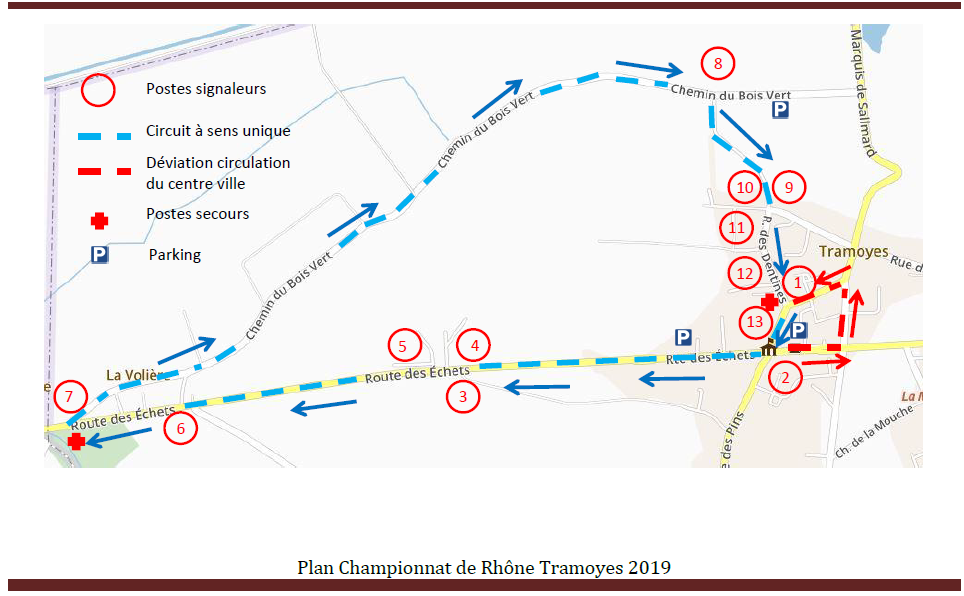 Postes signaleurs
Circuit à sens unique
Déviation circulation
du centre ville
Postes secours
P
Parking
8
Chemin du Bois Vert
P
Marquis de Salimard
Chemin du Bois Vert
10
9
11
R. des Dentines
Tramoyes
Rue d
12
1
Chemin du Bois Vert
13
P
P
5
4
Rte des Échets
2
La Volière
Route des Échets
7
3
Route des Échets
6
e des Pins
Ch. de la Mouche
Plan Championnat de Rhône Tramoyes 2019